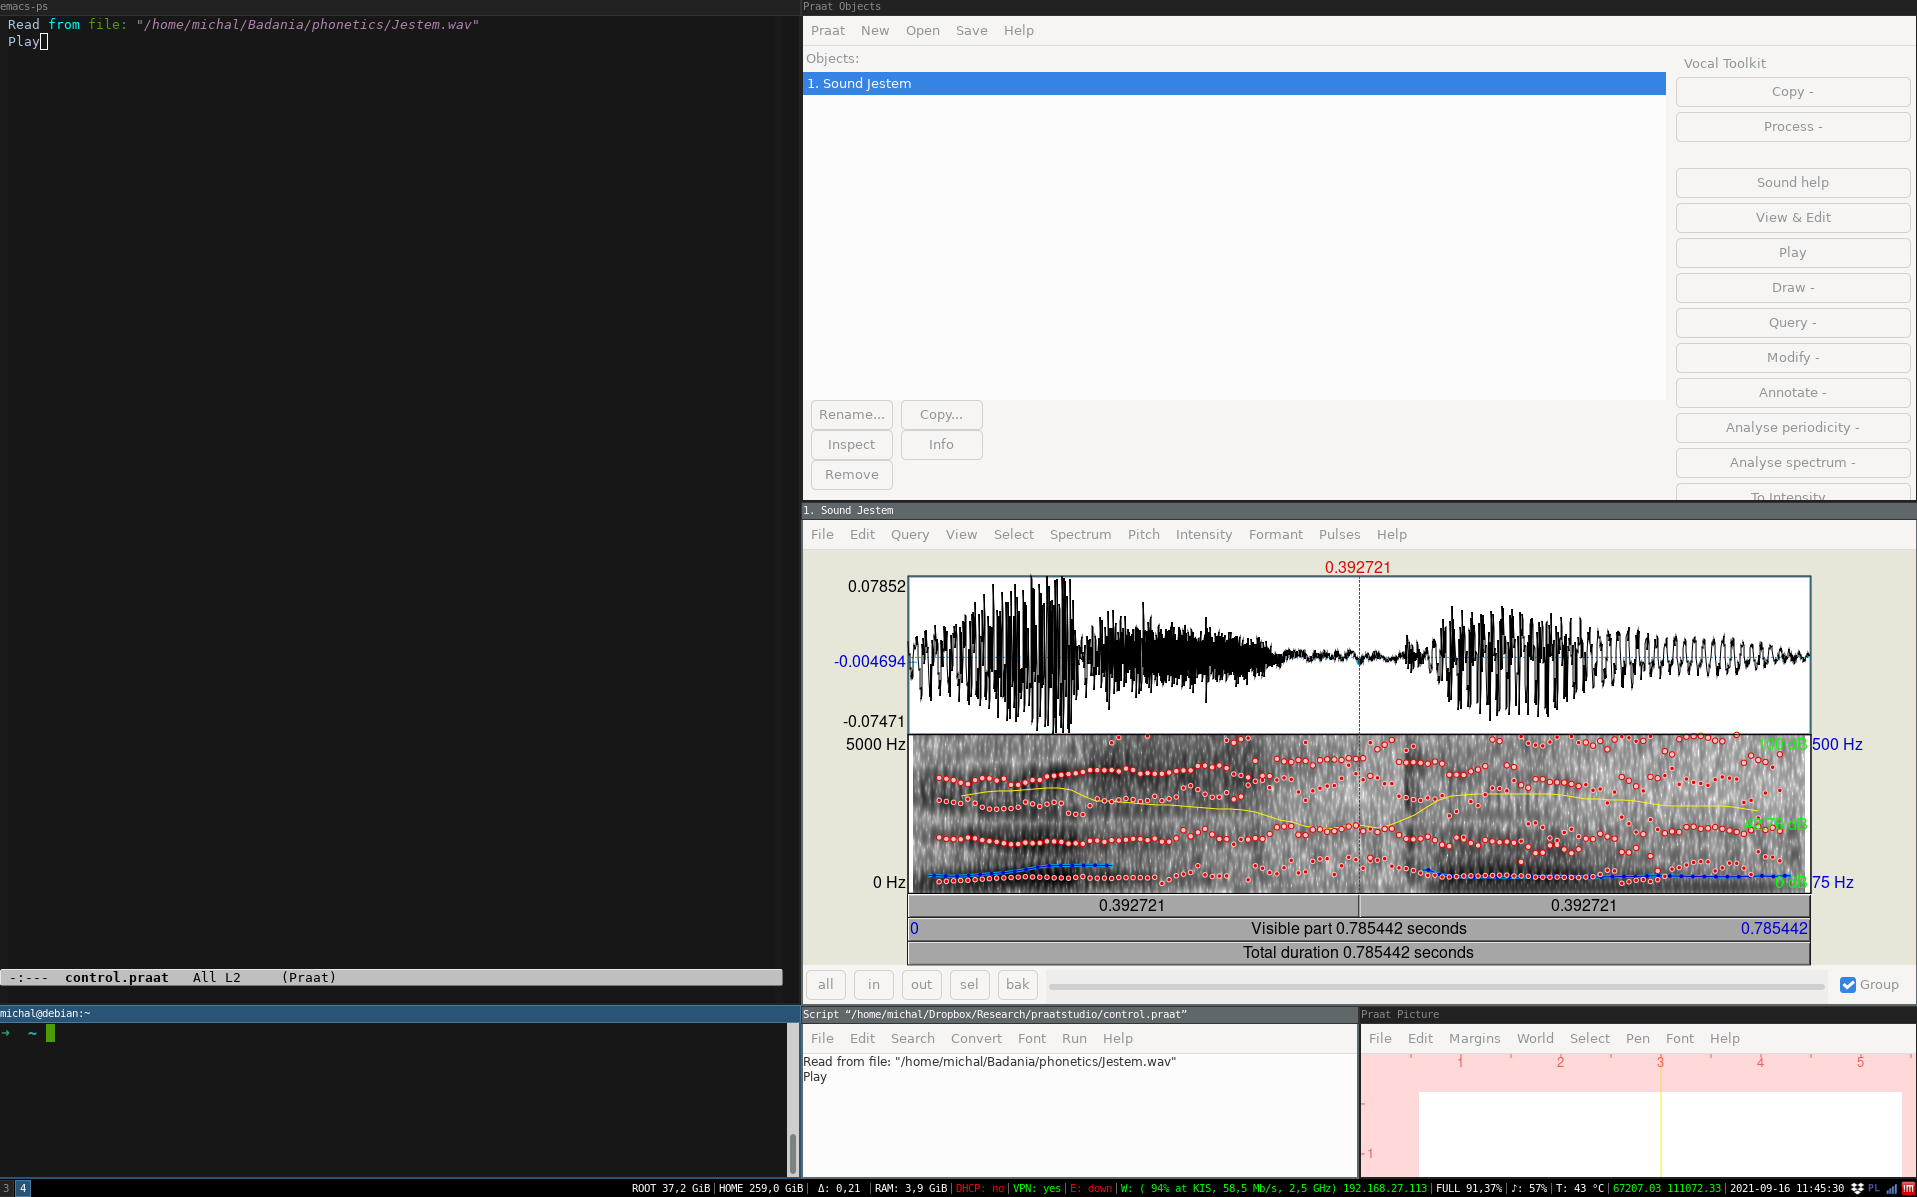 emacs-ps
Read from file: "/home/michal/Badania/phonetics/Jestem.wav"
Play
-:--- control.praat All L2 (Praat)
michal@debian:~
→ ~
Praat Objects
Praat New Open Save Help
Objects:
1. Sound Jestem
Rename... Copy...
Inspect Info
Remove
Vocal Toolkit
Copy -
Process -
Sound help
View & Edit
Play
Draw -
Query -
Modify -
Annotate -
Analyse periodicity -
Analyse spectrum -
To Intensity
1. Sound Jestem
File Edit Query View Select Spectrum Pitch Intensity Formant Pulses Help
0.392721
0.07852
-0.004694
-0.07471
5000 Hz
100 dB 500 Hz
0 Hz
0 dB 75 Hz
0.392721 0.392721
0 Visible part 0.785442 seconds 0.785442
Total duration 0.785442 seconds
all in out sel bak Group
Script “/home/michal/Dropbox/Research/praatstudio/control.praat”
File Edit Search Convert Font Run Help
Read from file: "/home/michal/Badania/phonetics/Jestem.wav"
Play
Praat Picture
File Edit Margins World Select Pen Font Help
1 2 3 4 5
1
3 4
ROOT 37,2 GiB|HOME 259,0 GiB| Δ: 0,21 |RAM: 3,9 GiB|DHCP: no|VPN: yes|E: down|W: ( 94% at KIS, 58,5 Mb/s, 2,5 GHz) 192.168.27.113|FULL 91,37%|♪: 57%|T: 43 °C|67207.03 111072.33|2021-09-16 11:45:30 PL